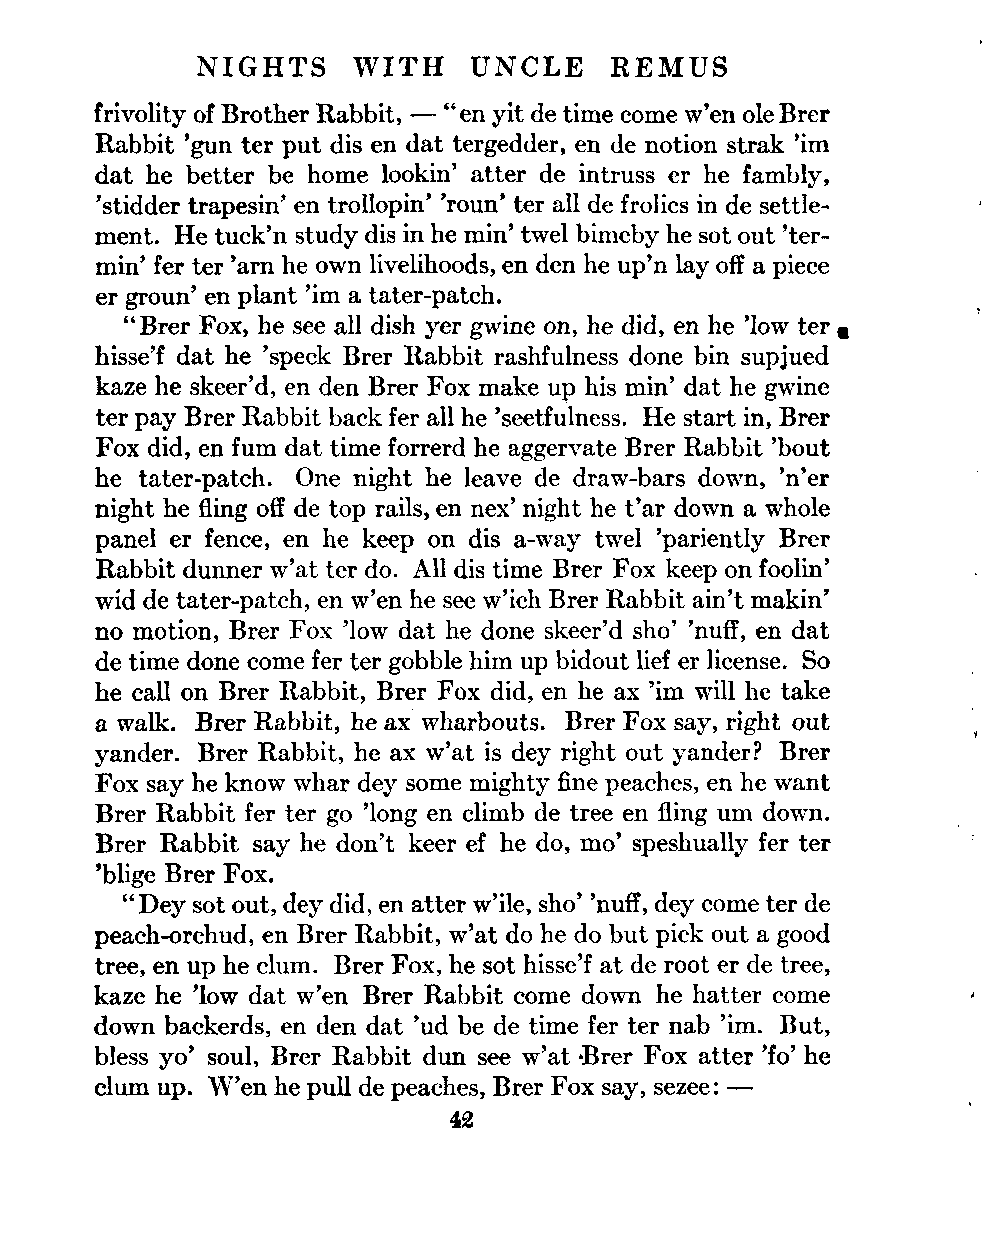 NIGHTS WITH UNCLE REMUS
frivolity of Brother Rabbit, — “en yit de time come w’en ole Brer
Rabbit ’gun ter put dis en dat tergedder, en de notion strak ’im
dat he better be home lookin’ atter de intruss er he fambly,
’stidder trapesin’ en trollopin’ ’roun’ ter all de frolics in de settle-
ment. He tuck’n study dis in he min’ twel bimeby he sot out ’ter-
min’ fer ter ’arn he own livelihoods, en den he up’n lay off a piece
er groun’ en plant ’im a tater-patch.
“Brer Fox, he see all dish yer gwine on, he did, en he ’low ter
hisse’f dat he ’speck Brer Rabbit rashfulness done bin supjued
kaze he skeer’d, en den Brer Fox make up his min’ dat he gwine
ter pay Brer Rabbit back fer all he ’seetfulness. He start in, Brer
Fox did, en fum dat time forrerd he aggervate Brer Rabbit ’bout
he tater-patch. One night he leave de draw-bars down, ’n’er
night he fling off de top rails, en nex’ night he t’ar down a whole
panel er fence, en he keep on dis a-way twel ’pariently Brer
Rabbit dunner w’at ter do. All dis time Brer Fox keep on foolin’
wid de tater-patch, en w’en he see w’ich Brer Rabbit ain’t makin’
no motion, Brer Fox ’low dat he done skeer’d sho’ ’nuff, en dat
de time done come fer ter gobble him up bidout lief er license. So
he call on Brer Rabbit, Brer Fox did, en he ax ’im will he take
a walk. Brer Rabbit, he ax wharbouts. Brer Fox say, right out
yander. Brer Rabbit, he ax w’at is dey right out yander? Brer
Fox say he know whar dey some mighty fine peaches, en he want
Brer Rabbit fer ter go ’long en climb de tree en fling um down.
Brer Rabbit say he don’t keer ef he do, mo’ speshually fer ter
’blige Brer Fox.
“Dey sot out, dey did, en atter w’ile, sho’ ’nuff, dey come ter de
peach-orchud, en Brer Rabbit, w’at do he do but pick out a good
tree, en up he clum. Brer Fox, he sot hisse’f at de root er de tree,
kaze he ’low dat w’en Brer Rabbit come down he hatter come
down backerds, en den dat ’ud be de time fer ter nab ’im. But,
bless yo’ soul, Brer Rabbit dun see w’at Brer Fox atter ’fo’ he
clum up. W’en he pull de peaches, Brer Fox say, sezee: —
42